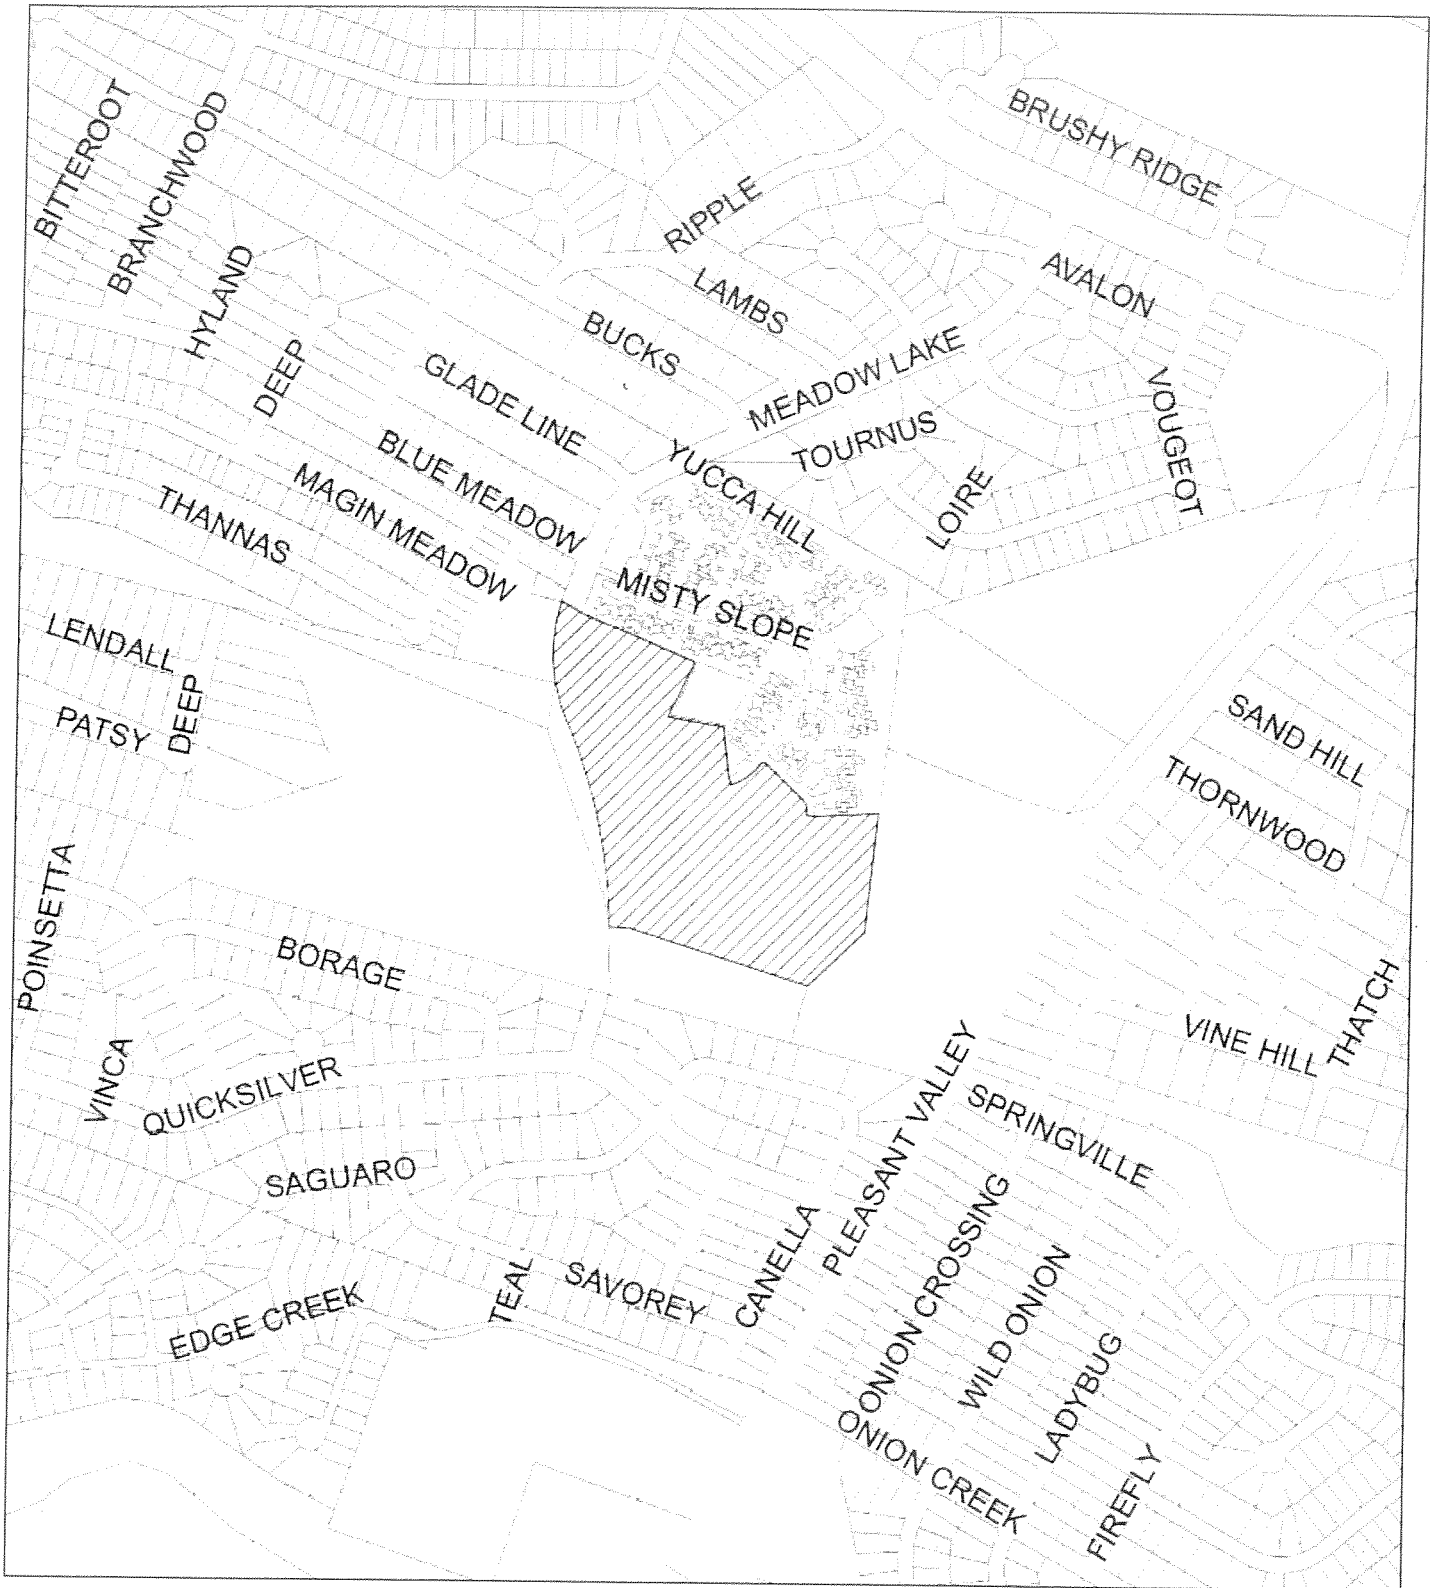 BITTEROOT
BRANCHWOOD
BRUSHY RIDGE
RIPPLE
HYLAND
LAMBS
AVALON
BUCKS
DEEP
GLADE LINE
MEADOW LAKE
TOURNUS
VOUGEOT
BLUE MEADOW
YUCCA HILL
MAGIN MEADOW
LOIRE
THANNAS
MISTY SLOPE
LENDALL
DEEP
PATSY
SAND HILL
THORNWOOD
POINSETTA
BORAGE
THATCH
VINE HILL
VINCA
QUICKSILVER
PLEASANT VALLEY
SPRINGVILLE
SAGUARO
CANELLA
ONION CROSSING
EDGE CREEK
TEAL
SAVOREY
WILD ONION
LADYBUG
ONION CREEK
FIREFLY